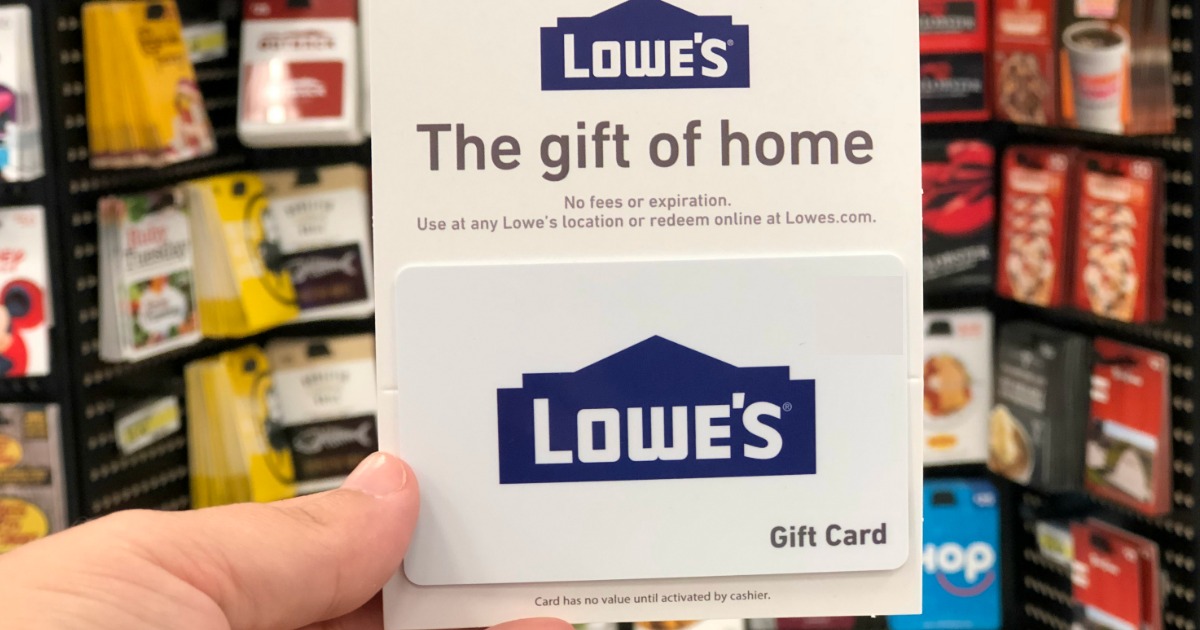 LOWE'S®
The gift of home
No fees or expiration.
Use at any Lowe's location or redeem online at Lowes.com.
LOWE'S®
Gift Card
Card has no value until activated by cashier.